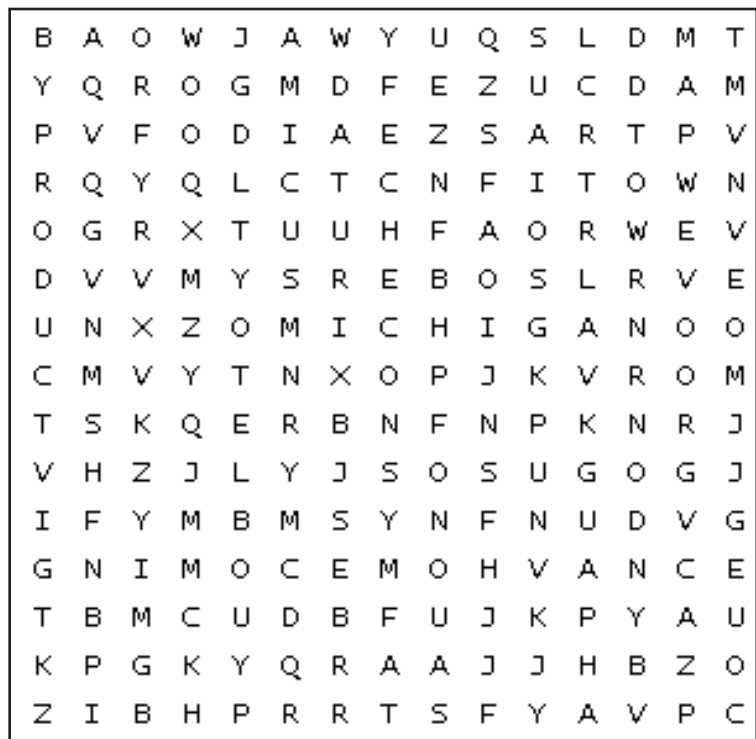 B A O W J A W Y U Q S L D M T
Y Q R O G M D F E Z U C D A M
P V F O D I A E Z S A R T P V
R Q Y Q L C T C N F I T O W N
O G R X T U U H F A O R W E V
D V V M Y S R E B O S L R V E
U N X Z O M I C H I G A N O O
C M V Y T N X O P J K V R O M
T S K Q E R B N F N P K N R J
V H Z J L Y J S O S U G O G J
I F Y M B M S Y N F N U D V G
G N I M O C E M O H V A N C E
T B M C U D B F U J K P Y A U
K P G K Y Q R A A J J H B Z O
Z I B H P R R T S F Y A V P C